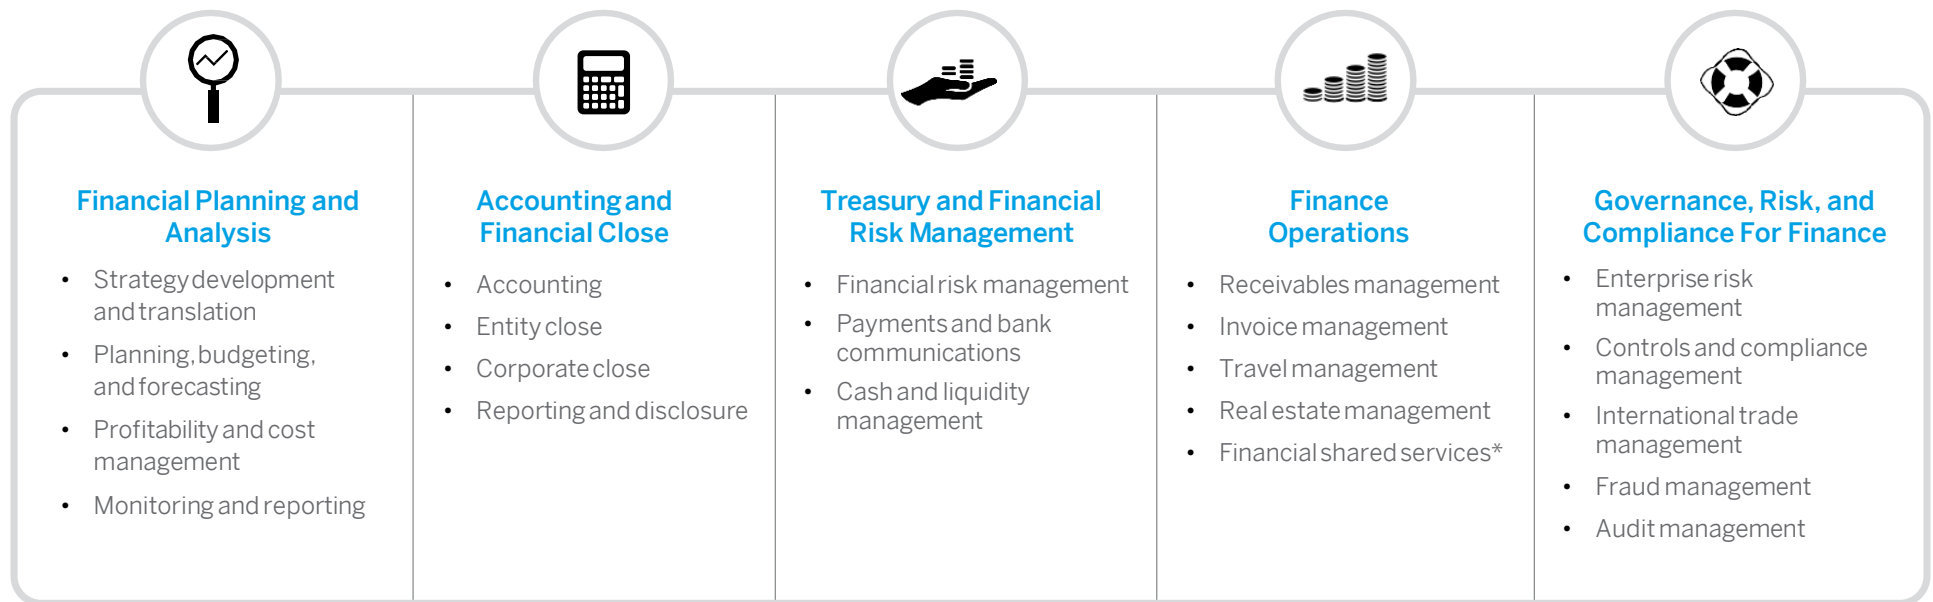 Financial Planning and
Analysis
• Strategy development
and translation
• Planning, budgeting,
and forecasting
• Profitability and cost
management
• Monitoring and reporting
Accounting and
Financial Close
• Accounting
• Entity close
• Corporate close
• Reporting and disclosure
Treasury and Financial
Risk Management
• Financial risk management
• Payments and bank
communications
• Cash and liquidity
management
Finance
Operations
• Receivables management
• Invoice management
• Travel management
• Real estate management
• Financial shared services*
Governance, Risk, and
Compliance For Finance
• Enterprise risk
management
• Controls and compliance
management
• International trade
management
• Fraud management
• Audit management